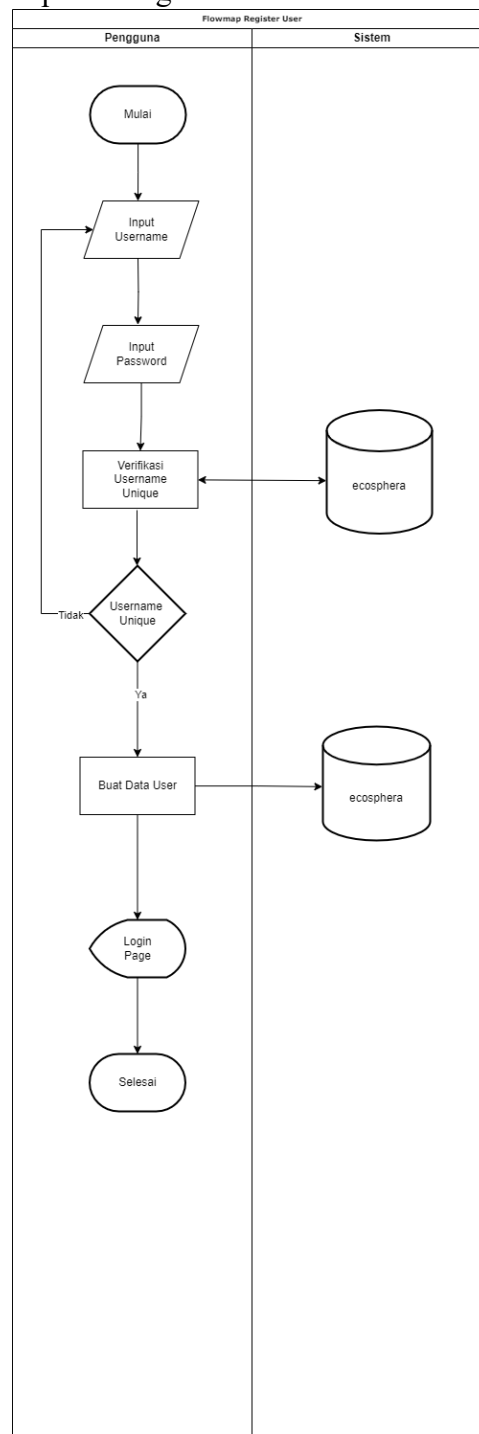 Flowmap Register User
Pengguna
Sistem
Mulai
Input
Username
Input
Password
Verifikasi
Username
Unique
ecosphera
Username
Unique
Tidak
Ya
Buat Data User
ecosphera
Login
Page
Selesai